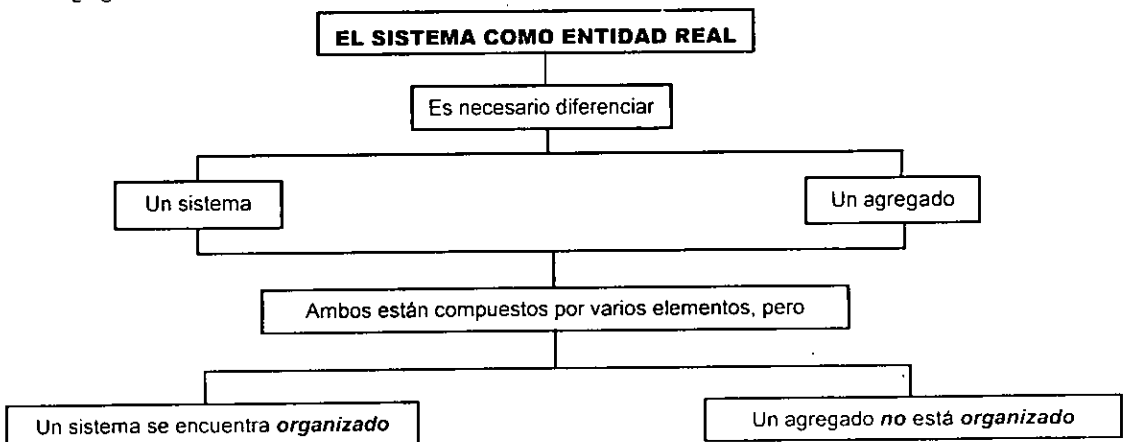 EL SISTEMA COMO ENTIDAD REAL
Es necesario diferenciar
Un sistema
Un agregado
Ambos están compuestos por varios elementos, pero
Un sistema se encuentra organizado
Un agregado no está organizado